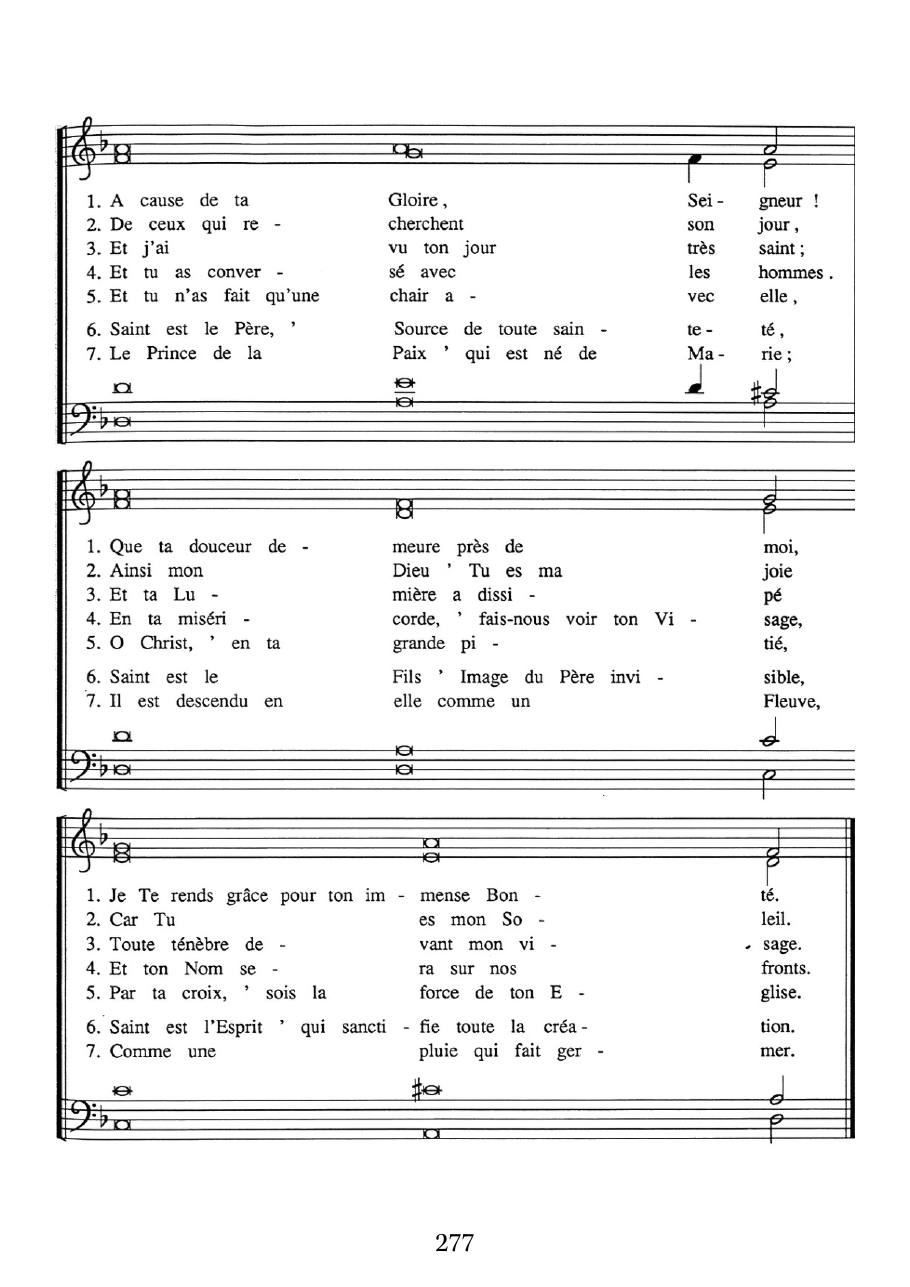 1. A cause de ta Gloire, Sei - gneur !
2. De ceux qui re - cherchent son jour,
3. Et j'ai vu ton jour très saint ;
4. Et tu as conver - sé avec les hommes.
5. Et tu n'as fait qu'une chair a - vec elle,
6. Saint est le Père, ' Source de toute sain - te - té,
7. Le Prince de la Paix ' qui est né de Ma - rie ;
1. Que ta douceur de - meure près de moi,
2. Ainsi mon Dieu ' Tu es ma joie
3. Et ta Lu - mière a dissi - pé
4. En ta miséri - corde, ' fais-nous voir ton Vi - sage,
5. O Christ, ' en ta grande pi - tié,
6. Saint est le Fils ' Image du Père invi - sible,
7. Il est descendu en elle comme un Fleuve,
1. Je Te rends grâce pour ton im - mense Bon - té.
2. Car Tu es mon So - leil.
3. Toute ténèbre de - vant mon vi - sage.
4. Et ton Nom se - ra sur nos fronts.
5. Par ta croix, ' sois la force de ton E - glise.
6. Saint est l'Esprit ' qui sancti - fie toute la créa - tion.
7. Comme une pluie qui fait ger - mer.
277